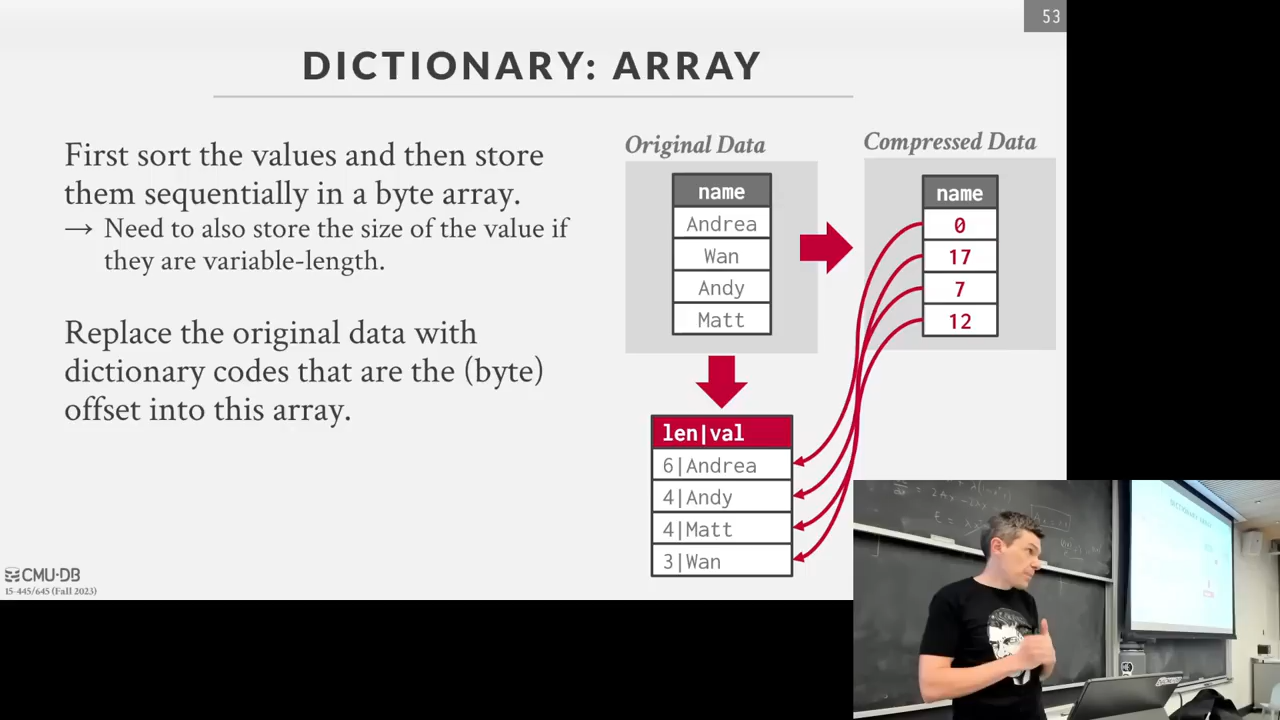 53
DICTIONARY: ARRAY
First sort the values and then store
them sequentially in a byte array.
→ Need to also store the size of the value if
they are variable-length.
Replace the original data with
dictionary codes that are the (byte)
offset into this array.
Original Data
name
Andrea
Wan
Andy
Matt
Compressed Data
name
0
17
7
12
len|val
6|Andrea
4|Andy
4|Matt
3|Wan
CMU·DB
15-445/645 (Fall 2023)
DICTIONARY: ARRAY